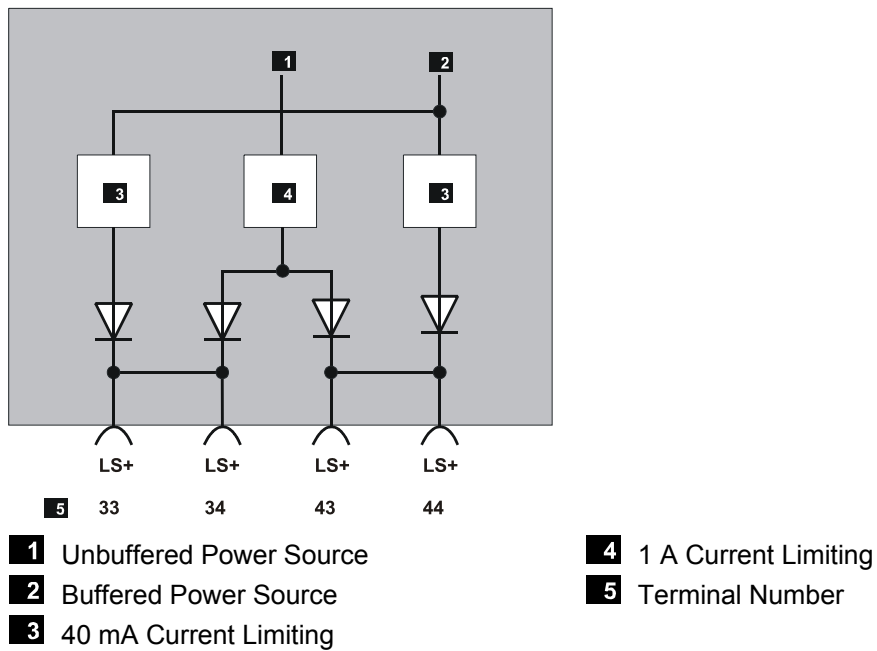 1 2
3 4 3
LS+ LS+ LS+ LS+
5 33 34 43 44
1 Unbuffered Power Source
2 Buffered Power Source
3 40 mA Current Limiting
4 1 A Current Limiting
5 Terminal Number